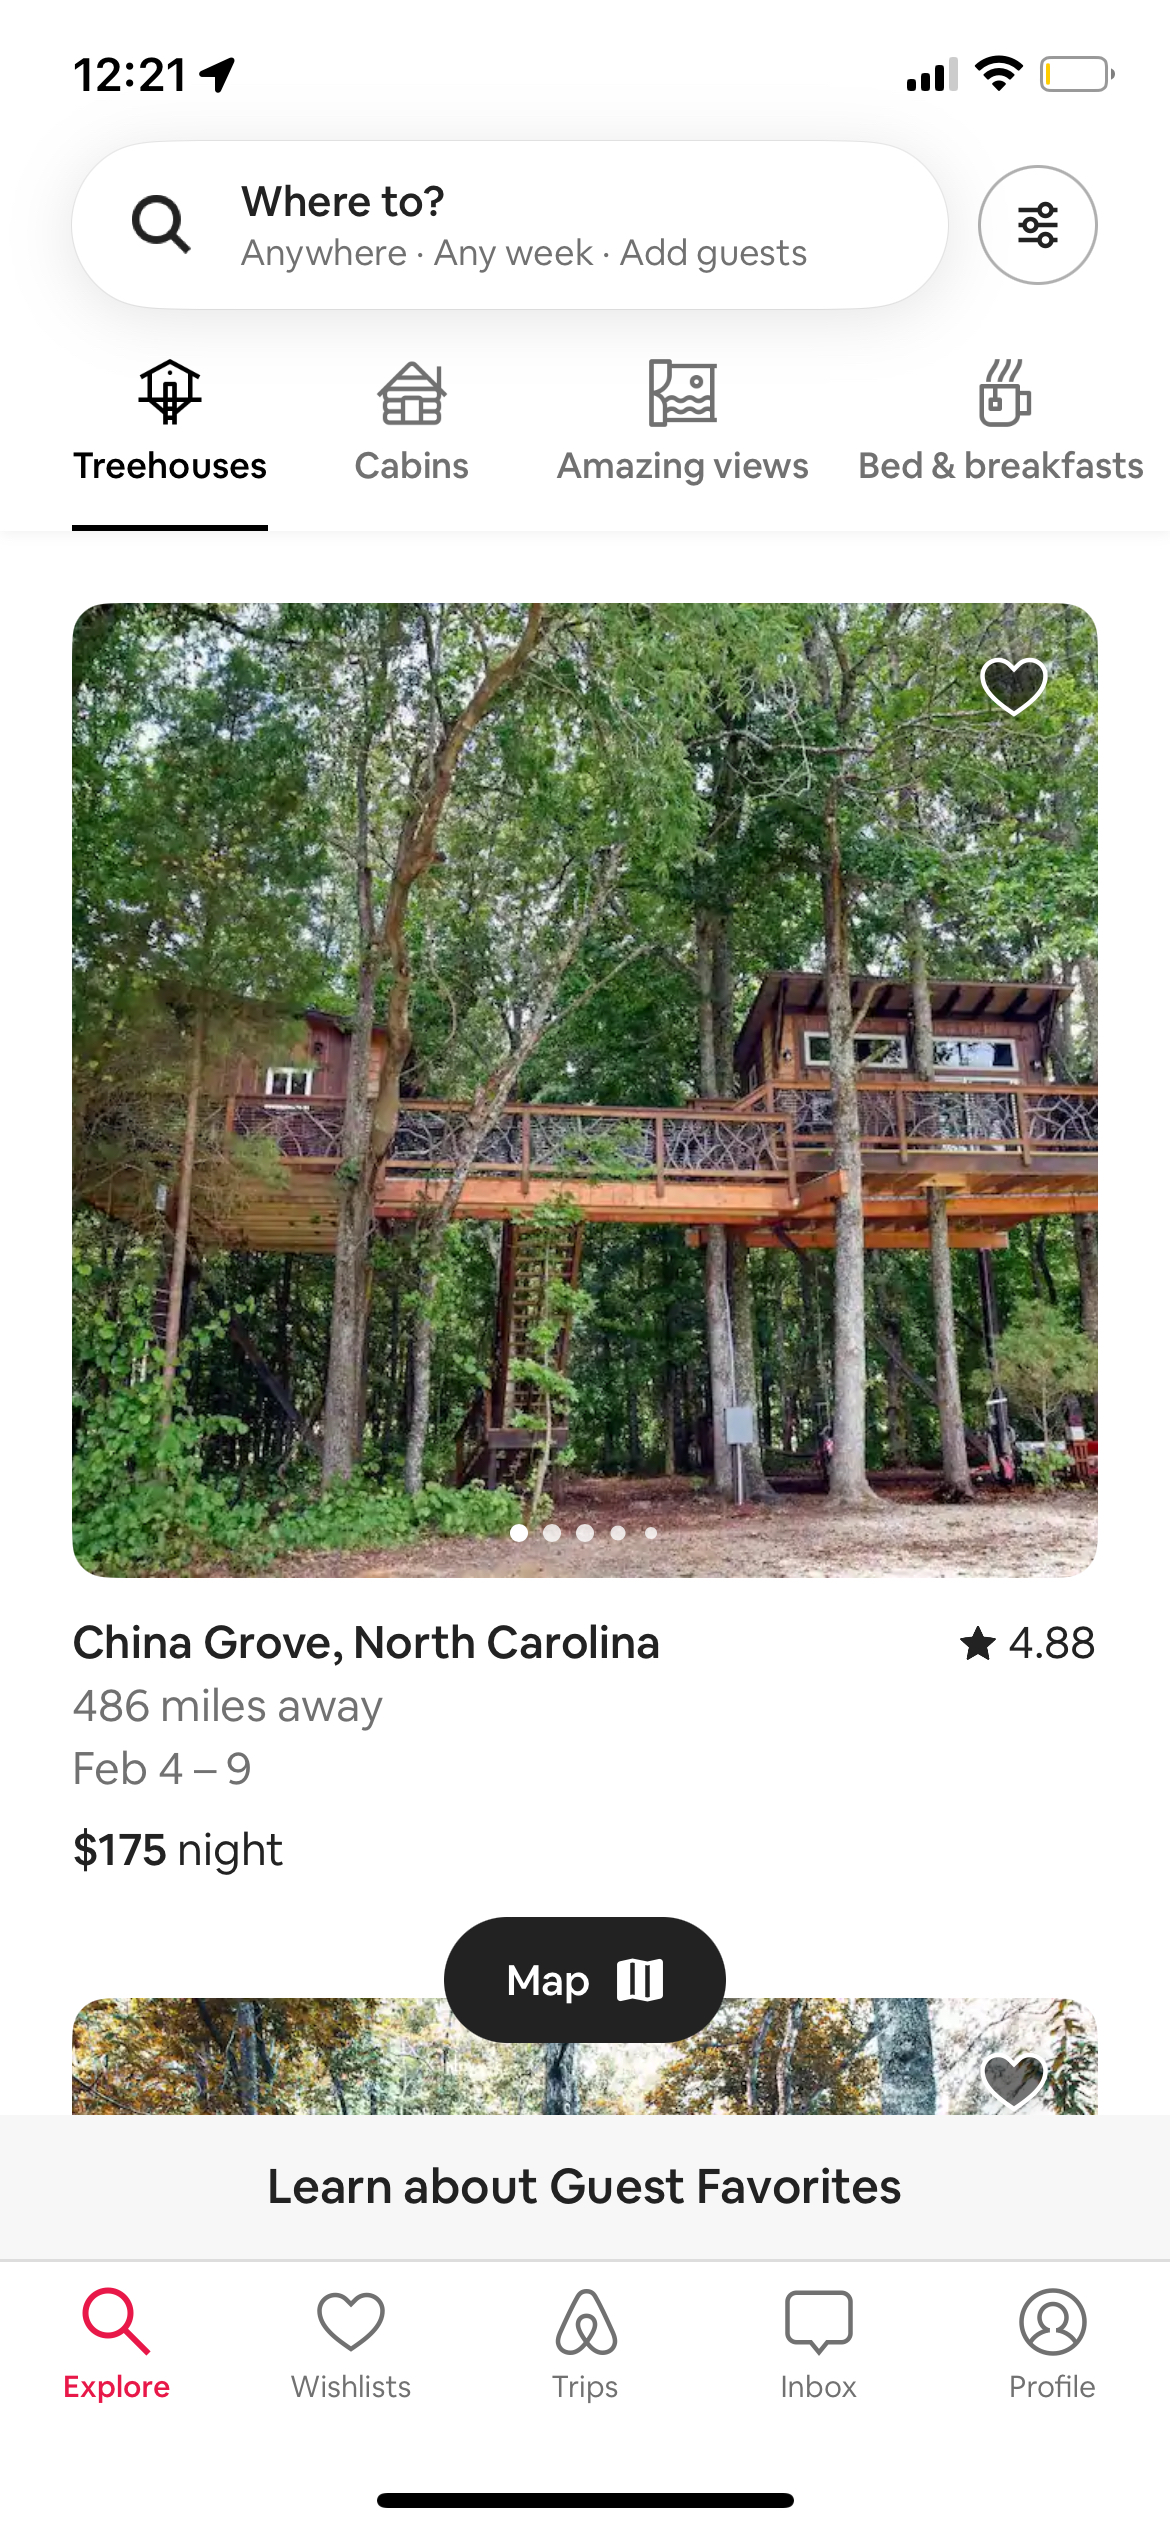 12:21
Where to?
Anywhere · Any week · Add guests
Treehouses
Cabins
Amazing views
Bed & breakfasts
China Grove, North Carolina
4.88
486 miles away
Feb 4 – 9
$175 night
Map
Learn about Guest Favorites
Explore
Wishlists
Trips
Inbox
Profile